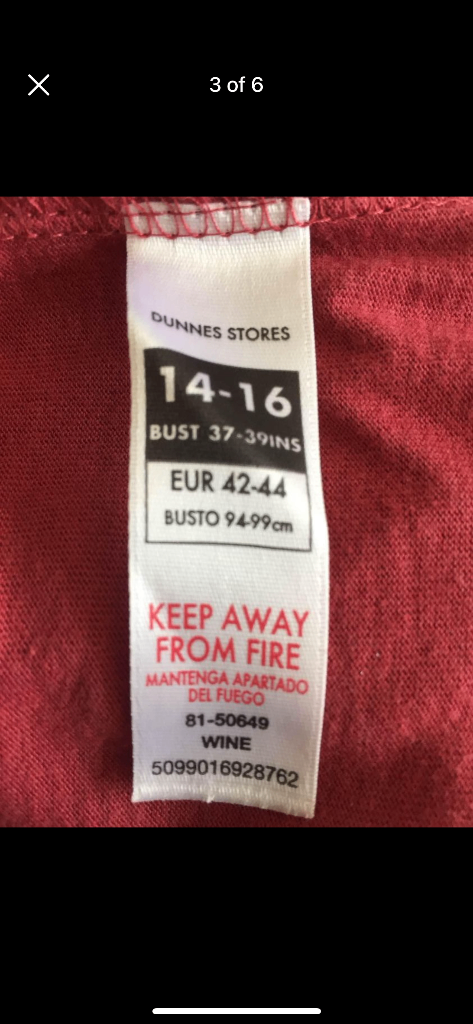 3 of 6
DUNNES STORES
14-16
BUST 37-39INS
EUR 42-44
BUSTO 94-99cm
KEEP AWAY
FROM FIRE
MANTENGA APARTADO
DEL FUEGO
81-50649
WINE
5099016928762